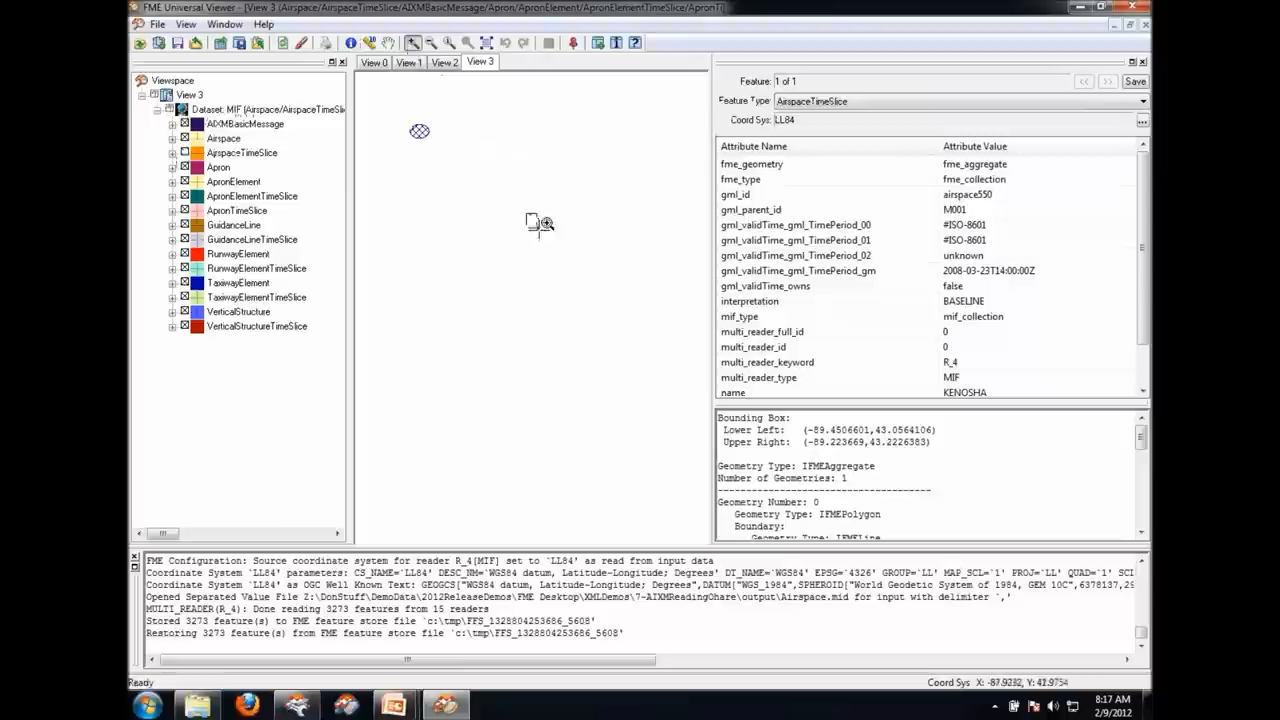 FME Universal Viewer - [View 3 (Airspace/AirspaceTimeSlice/AIXMBasicMessage/Apron/ApronElement/ApronElementTimeSlice/ApronTi]
File View Window Help
View 0 View 1 View 2 View 3
Viewspace
View 3
Dataset: MIF (Airspace/AirspaceTimeSli
AIXMBasicMessage
Airspace
AirspaceTimeSlice
Apron
ApronElement
ApronElementTimeSlice
ApronTimeSlice
GuidanceLine
GuidanceLineTimeSlice
RunwayElement
RunwayElementTimeSlice
TaxiwayElement
TaxiwayElementTimeSlice
VerticalStructure
VerticalStructureTimeSlice
Feature: 1 of 1 << >> Save
Feature Type: AirspaceTimeSlice
Coord Sys: LL84 ...
Attribute Name Attribute Value
fme_geometry fme_aggregate
fme_type fme_collection
gml_id airspace550
gml_parent_id M001
gml_validTime_gml_TimePeriod_00 #ISO-8601
gml_validTime_gml_TimePeriod_01 #ISO-8601
gml_validTime_gml_TimePeriod_02 unknown
gml_validTime_gml_TimePeriod_gm 2008-03-23T14:00:00Z
gml_validTime_owns false
interpretation BASELINE
mif_type mif_collection
multi_reader_full_id 0
multi_reader_id 0
multi_reader_keyword R_4
multi_reader_type MIF
name KENOSHA
Bounding Box:
Lower Left: (-89.4506601,43.0564106)
Upper Right: (-89.223669,43.2226383)
Geometry Type: IFMEAggregate
Number of Geometries: 1
-------------------------------------
Geometry Number: 0
Geometry Type: IFMEPolygon
Boundary:
Geometry Type: IFMELine
FME Configuration: Source coordinate system for reader R_4[MIF] set to `LL84' as read from input data
Coordinate System `LL84' parameters: CS_NAME=`LL84' DESC_NM=`WGS84 datum, Latitude-Longitude; Degrees' DT_NAME=`WGS84' EPSG=`4326' GROUP=`LL' MAP_SCL=`1' PROJ=`LL' QUAD=`1' SCL
Coordinate System `LL84' as OGC Well Known Text: GEOGCS["WGS84 datum, Latitude-Longitude; Degrees",DATUM["WGS_1984",SPHEROID["World Geodetic System of 1984, GEM 10C",6378137,29
Opened Separated Value File Z:\DonStuff\DemoData\2012ReleaseDemos\FME Desktop\XMLDemos\7-AIXMReadingOhare\output\Airspace.mid for input with delimiter `,'
MULTI_READER(R_4): Done reading 3273 features from 15 readers
Stored 3273 feature(s) to FME feature store file `c:\tmp\FFS_1328804253686_5608'
Restoring 3273 feature(s) from FME feature store file `c:\tmp\FFS_1328804253686_5608'
Ready Coord Sys X: -87.9232, Y: 41.9754
8:17 AM
2/9/2012